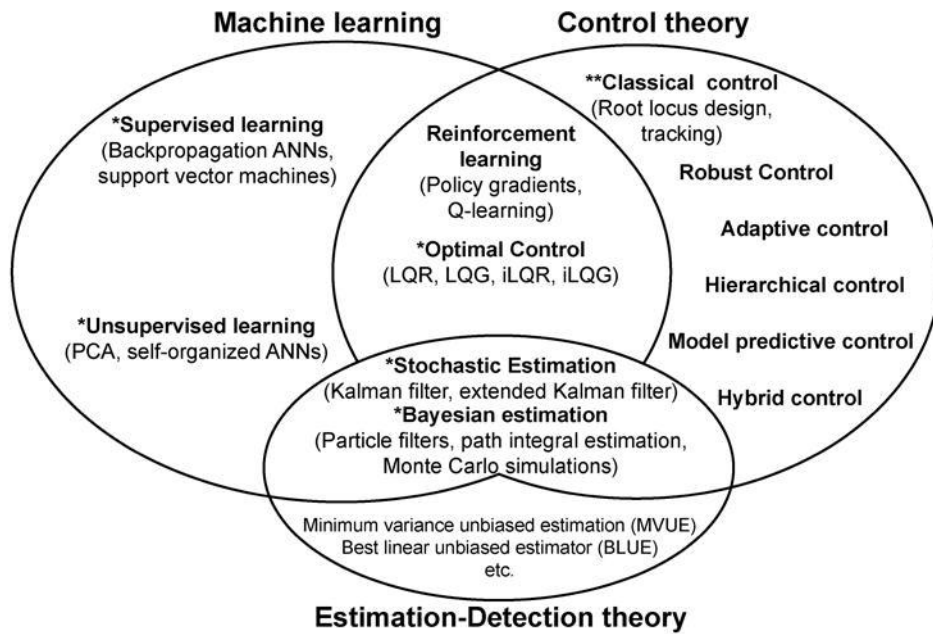 Machine learning
Control theory
*Supervised learning
(Backpropagation ANNs,
support vector machines)
*Unsupervised learning
(PCA, self-organized ANNs)
Reinforcement
learning
(Policy gradients,
Q-learning)
*Optimal Control
(LQR, LQG, iLQR, iLQG)
**Classical control
(Root locus design,
tracking)
Robust Control
Adaptive control
Hierarchical control
Model predictive control
Hybrid control
*Stochastic Estimation
(Kalman filter, extended Kalman filter)
*Bayesian estimation
(Particle filters, path integral estimation,
Monte Carlo simulations)
Minimum variance unbiased estimation (MVUE)
Best linear unbiased estimator (BLUE)
etc.
Estimation-Detection theory